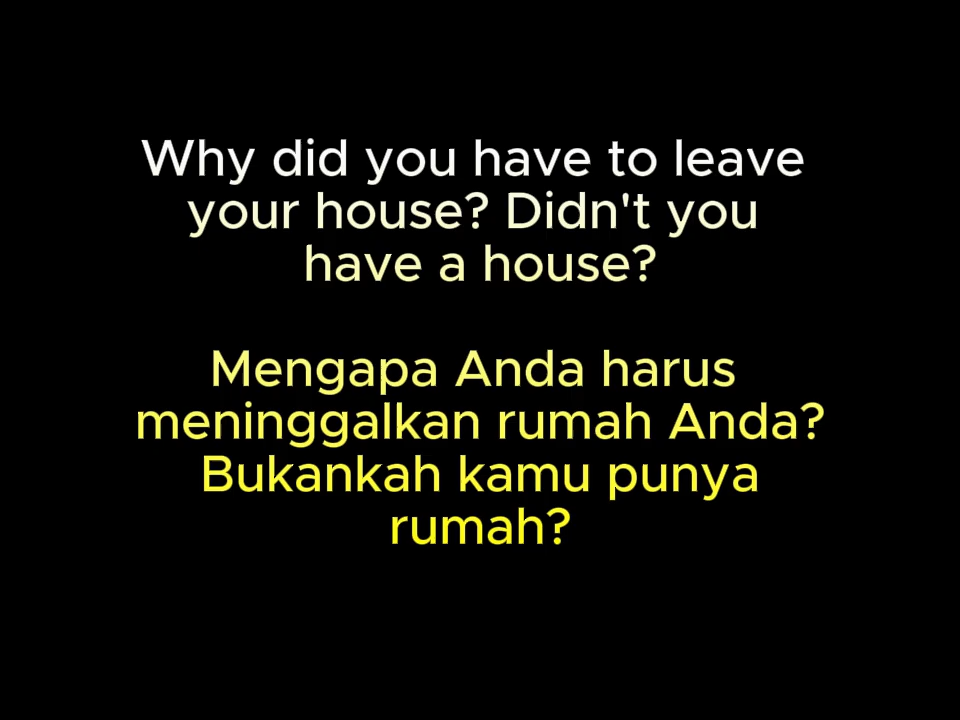 Why did you have to leave
your house? Didn't you
have a house?
Mengapa Anda harus
meninggalkan rumah Anda?
Bukankah kamu punya
rumah?